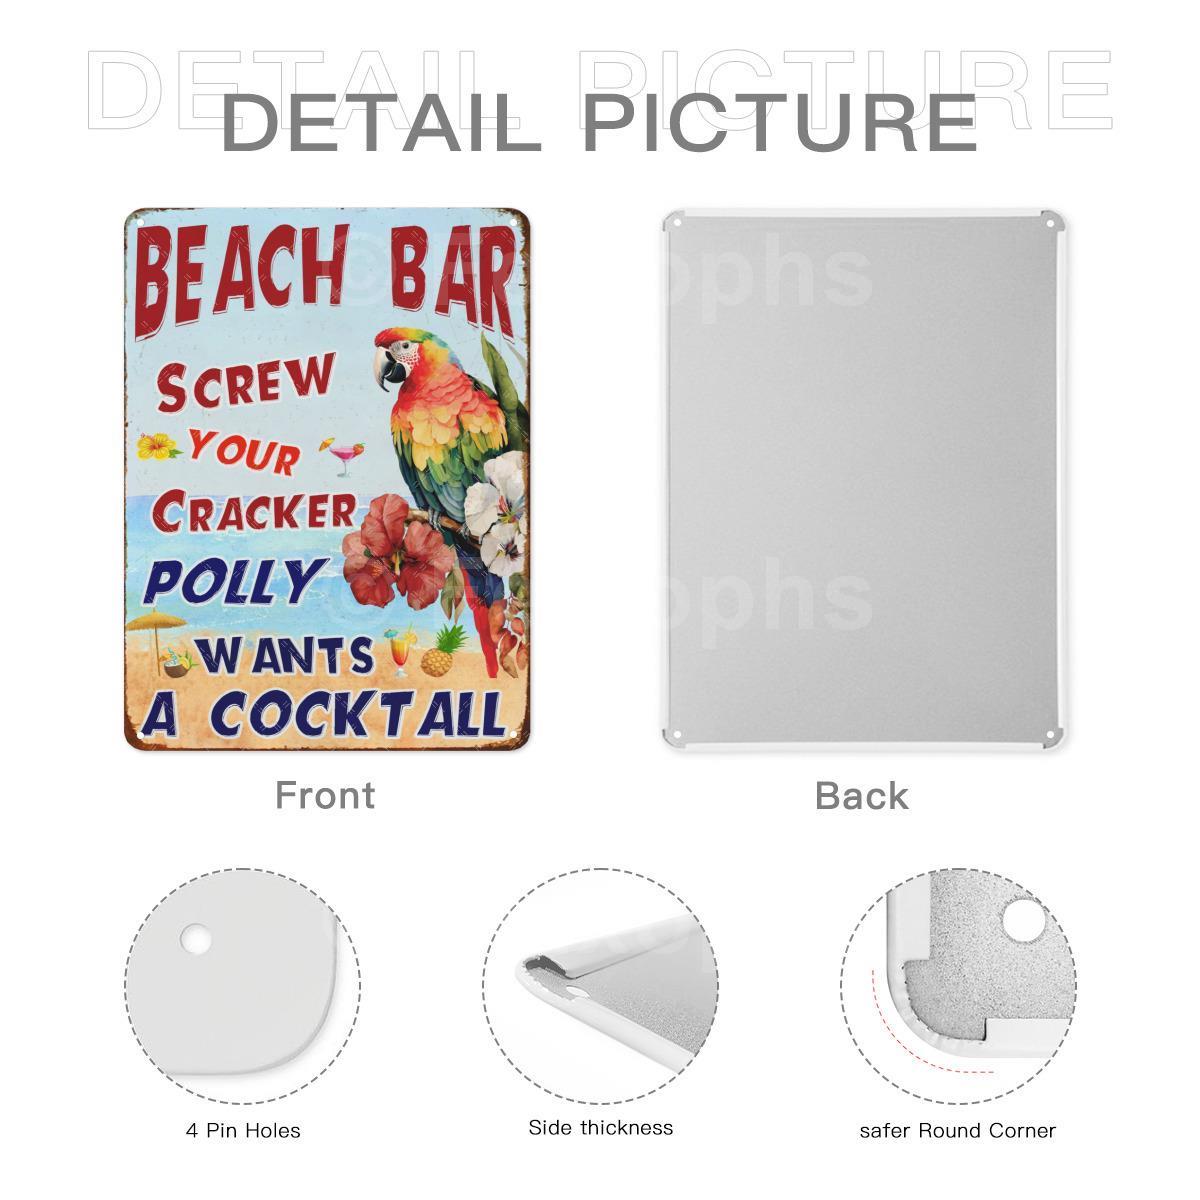 DETAIL PICTURE
DETAIL PICTURE
BEACH BAR
SCREW
YOUR
CRACKER
POLLY
WANTS
A COCKTALL
Front
Back
4 Pin Holes
Side thickness
safer Round Corner